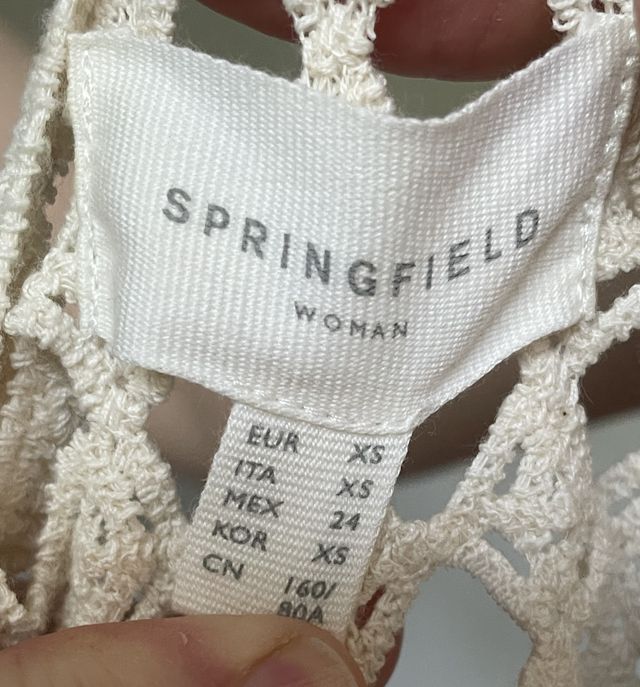 SPRINGFIELD
WOMAN
EUR XS
ITA XS
MEX 24
KOR XS
CN 160/
80A